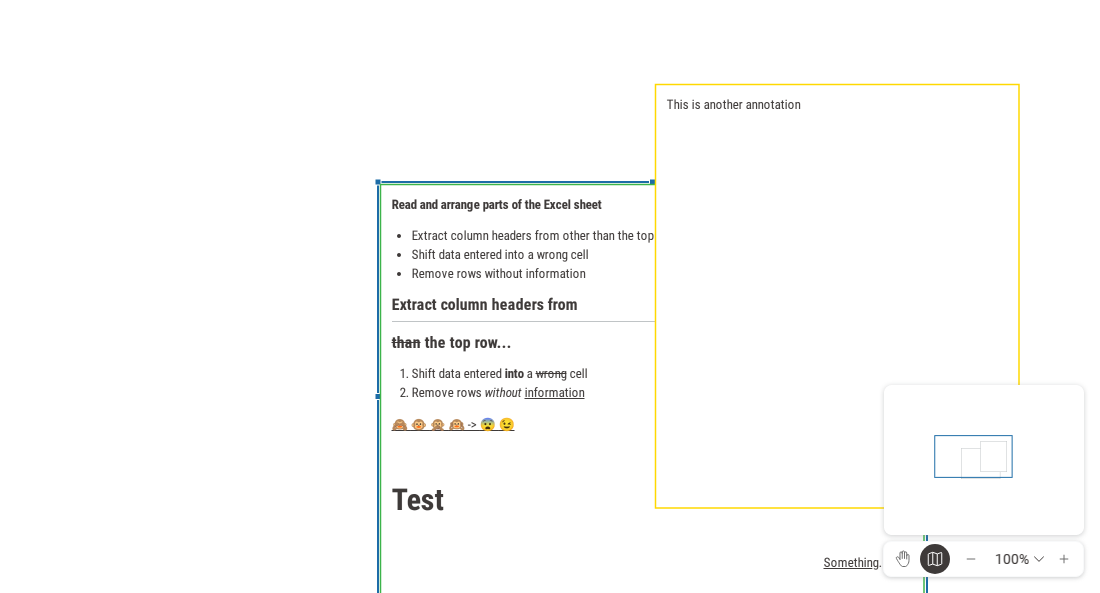 This is another annotation
Read and arrange parts of the Excel sheet
• Extract column headers from other than the top
• Shift data entered into a wrong cell
• Remove rows without information
Extract column headers from
than the top row...
1. Shift data entered into a wrong cell
2. Remove rows without information
🙈 🐵 🙊 🙉 -> 😨 😉
Test
Something.
100%